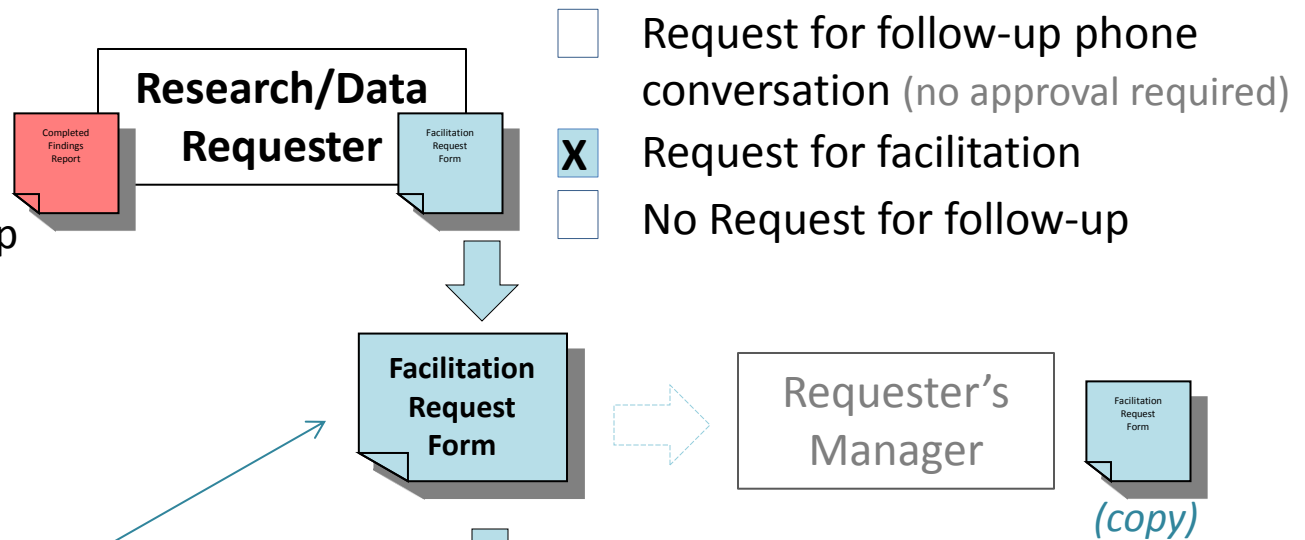 Research/Data
Requester
Completed
Findings
Report
Facilitation
Request
Form
Request for follow-up phone
conversation (no approval required)
X Request for facilitation
No Request for follow-up
p
Facilitation
Request
Form
Requester's
Manager
Facilitation
Request
Form
(copy)